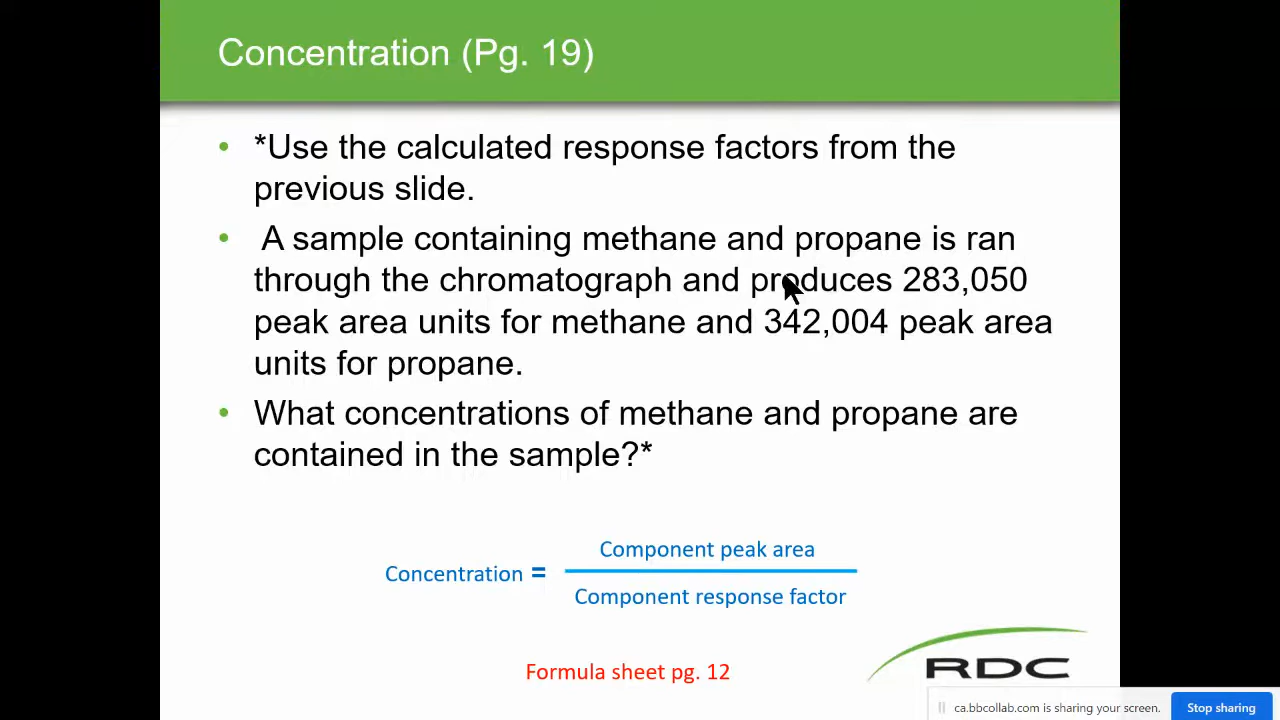 Concentration (Pg. 19)
• *Use the calculated response factors from the
previous slide.
• A sample containing methane and propane is ran
through the chromatograph and produces 283,050
peak area units for methane and 342,004 peak area
units for propane.
• What concentrations of methane and propane are
contained in the sample?*
Component peak area
Concentration =
Component response factor
Formula sheet pg. 12
RDC
ca.bbcollab.com is sharing your screen.
Stop sharing